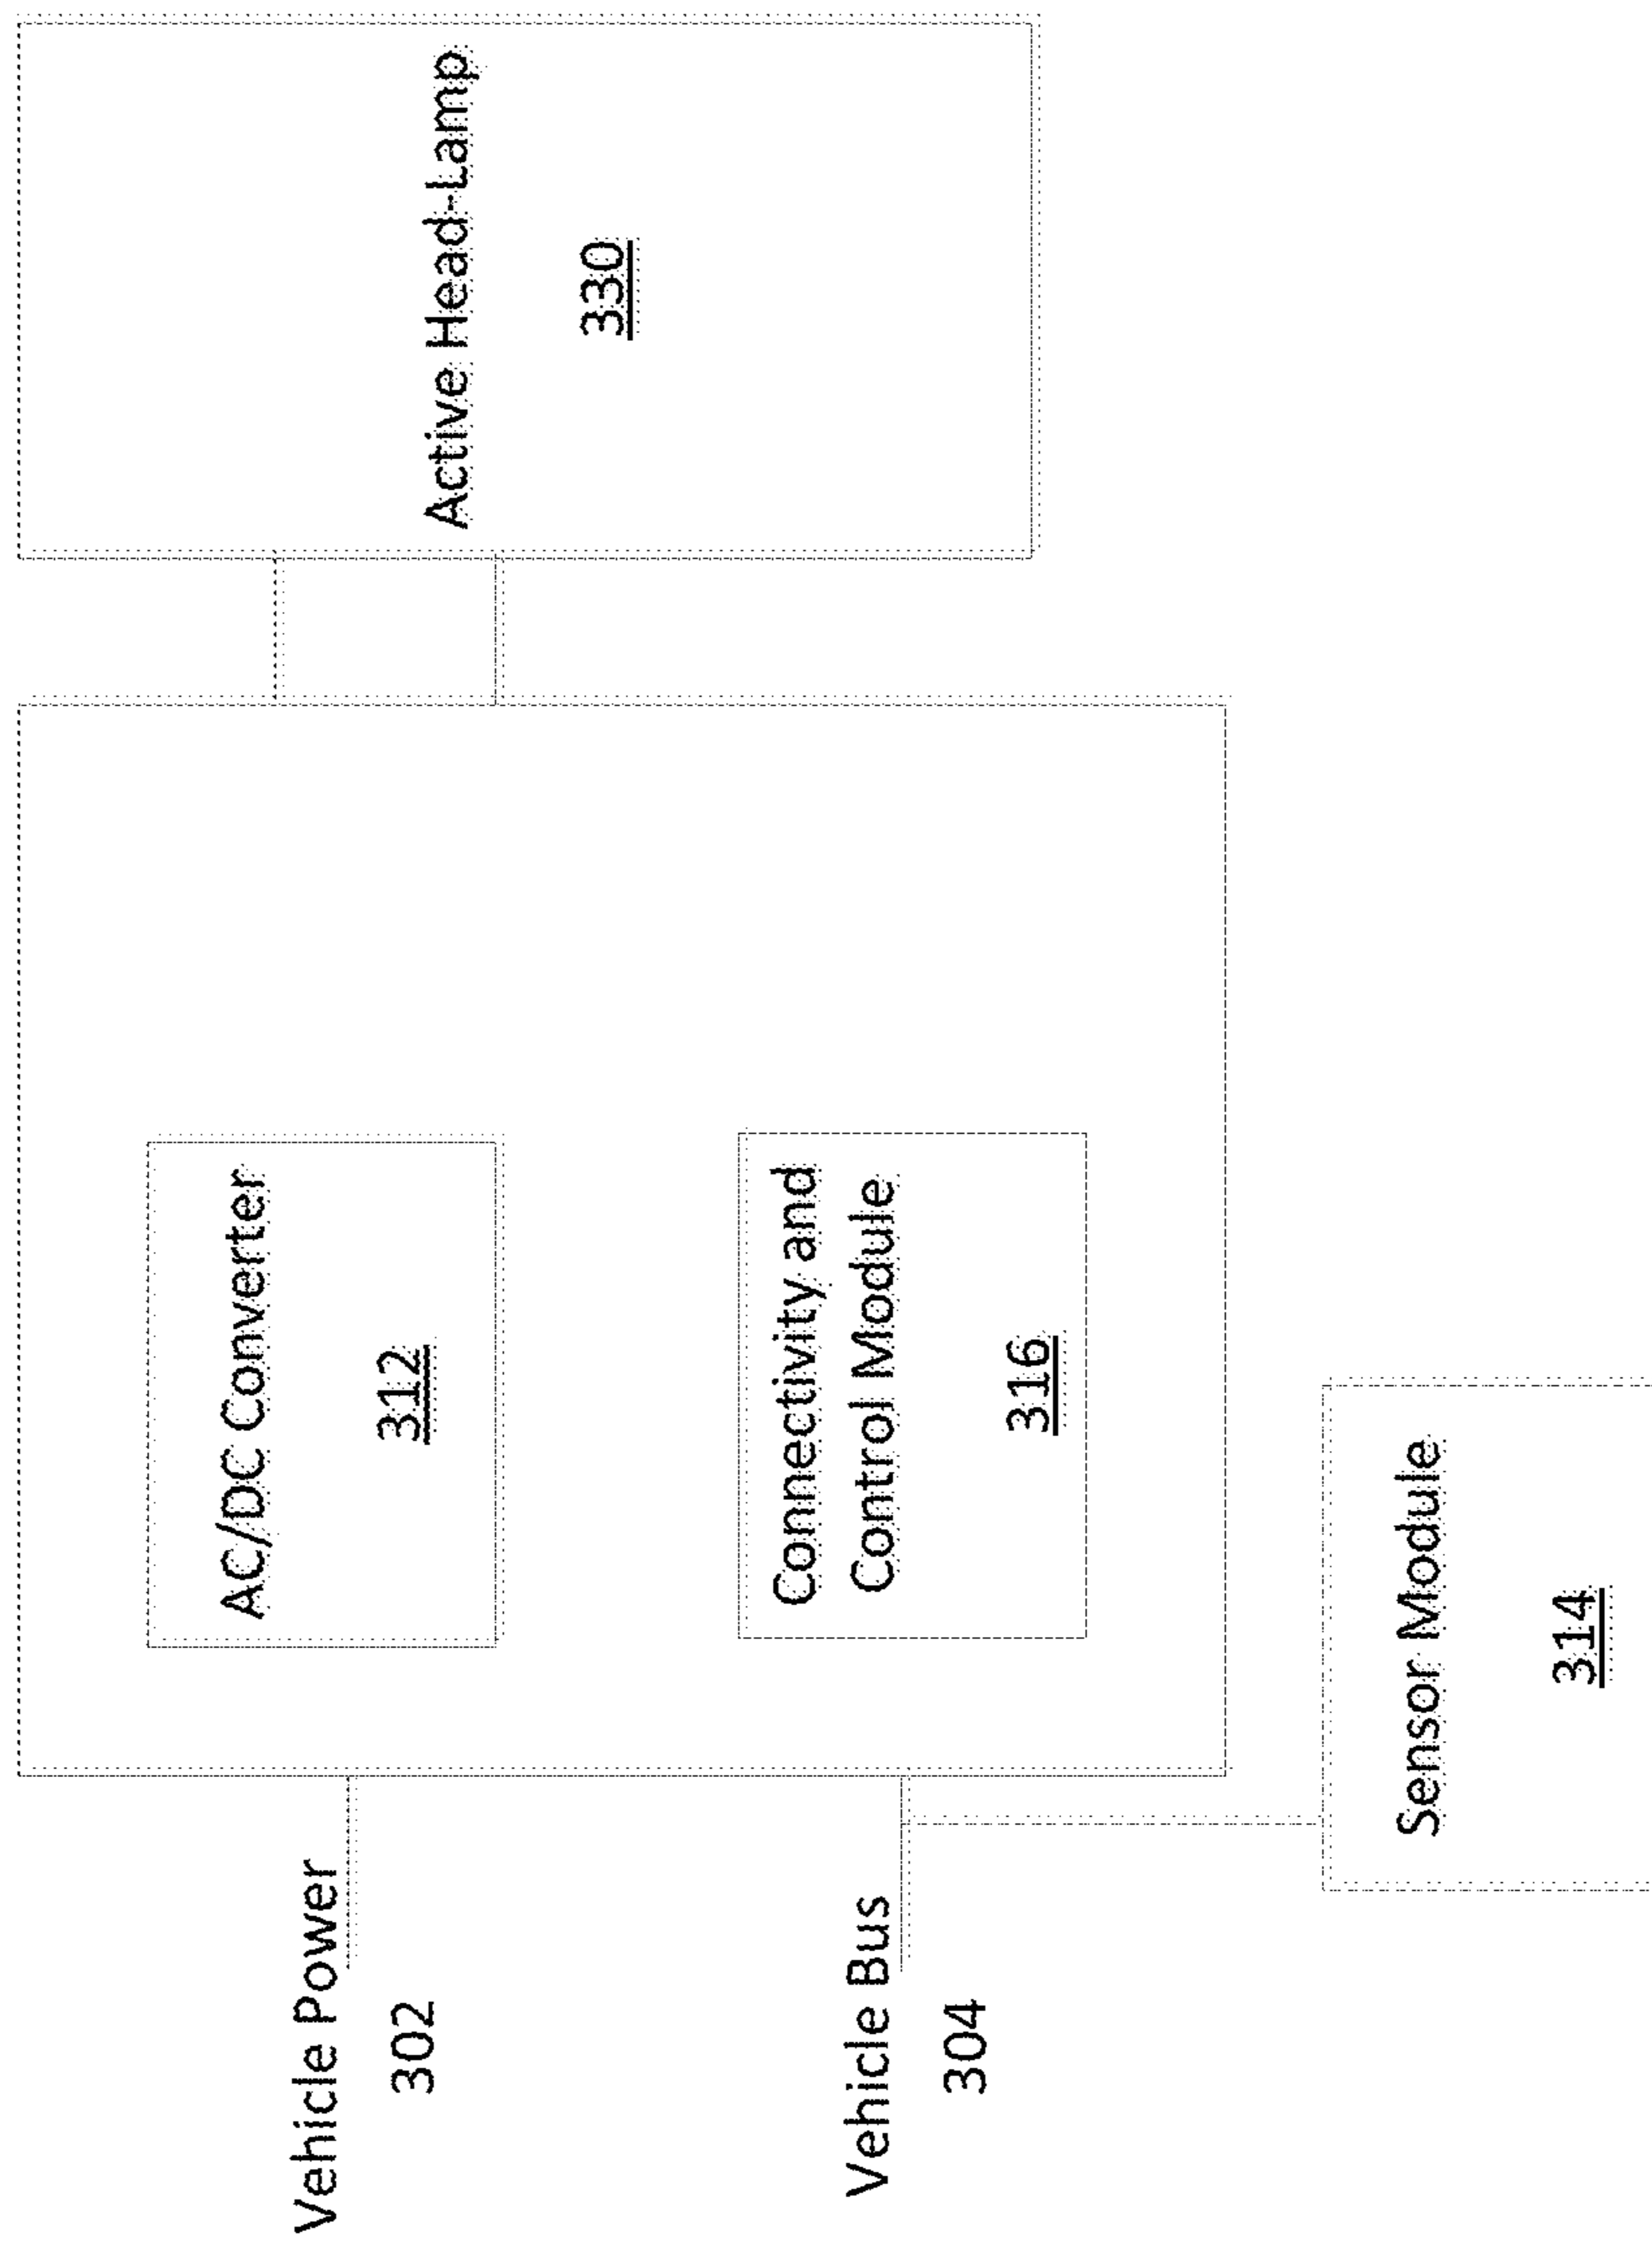 Vehicle Power
302
Vehicle Bus
304
AC/DC Converter
312
Connectivity and
Control Module
316
Sensor Module
314
Active Head-Lamp
330